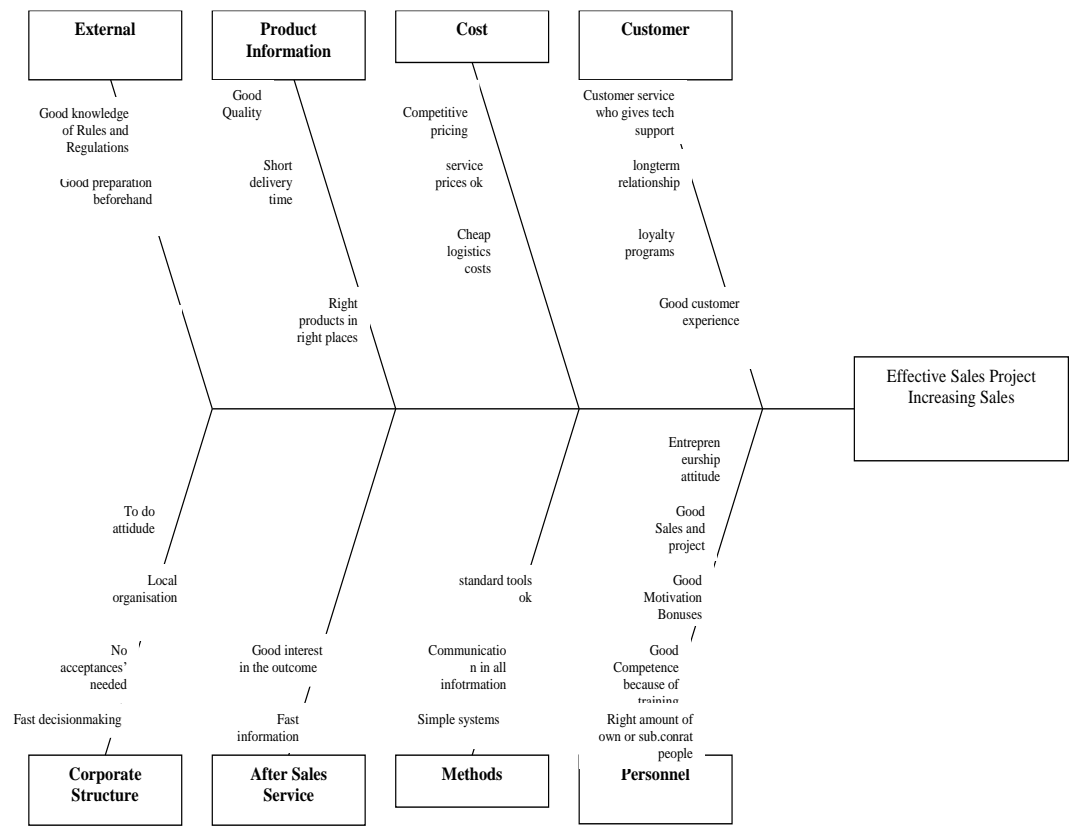 External
Product
Information
Cost
Customer
Good knowledge
of Rules and
Regulations
Good preparation
beforehand
Good
Quality
Short
delivery
time
Right
products in
right places
Competitive
pricing
service
prices ok
Cheap
logistics
costs
Customer service
who gives tech
support
longterm
relationship
loyalty
programs
Good customer
experience
Effective Sales Project
Increasing Sales
To do
attidude
Local
organisation
No
acceptances’
needed
Fast decisionmaking
Corporate
Structure
Good interest
in the outcome
Fast
information
After Sales
Service
standard tools
ok
Communicatio
n in all
infotrmation
Simple systems
Methods
Entrepren
eurship
attitude
Good
Sales and
project
Good
Motivation
Bonuses
Good
Competence
because of
training
Right amount of
own or sub.conrat
people
Personnel